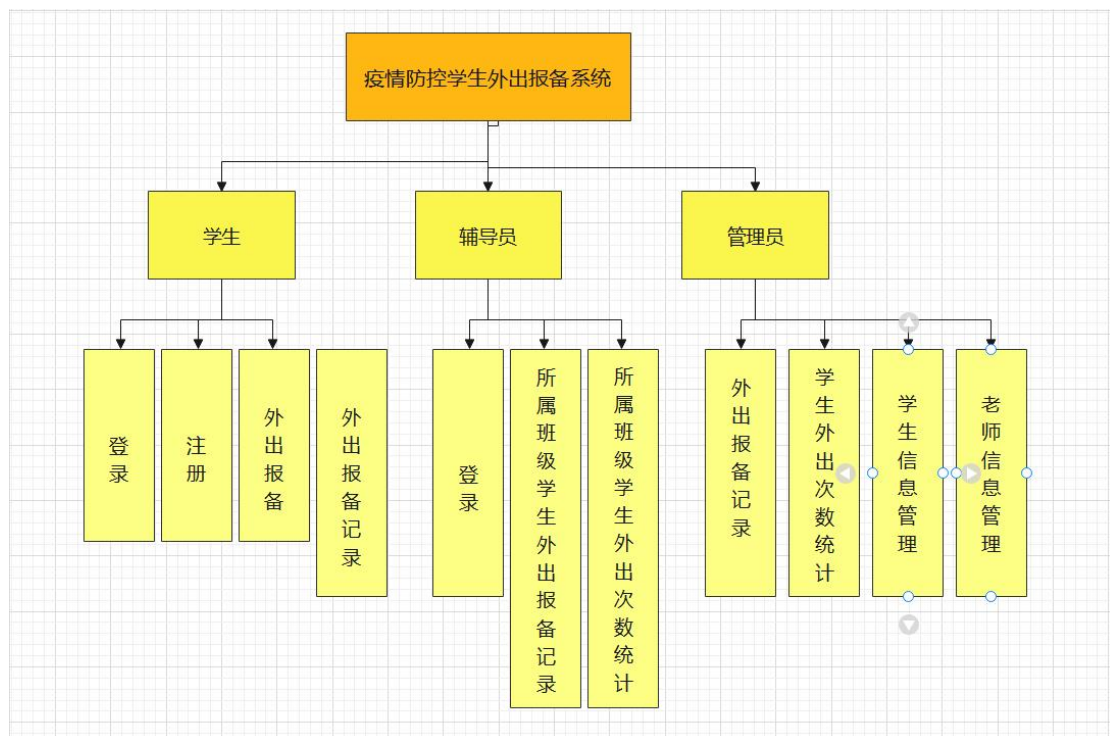 疫情防控学生外出报备系统
学生
辅导员
管理员
登录
注册
外出报备
外出报备记录
登录
所属班级学生外出报备记录
所属班级学生外出次数统计
外出报备记录
学生外出次数统计
学生信息管理
老师信息管理